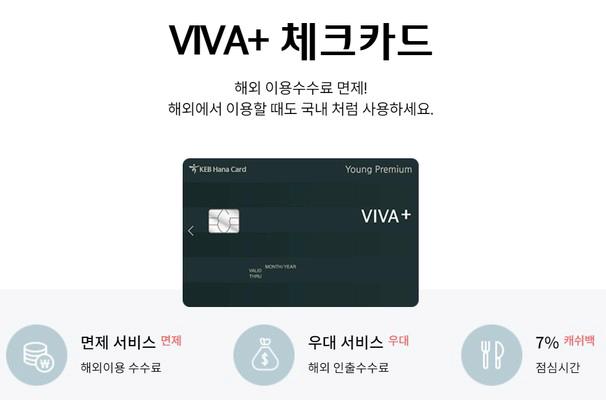 VIVA+ 체크카드
해외 이용수수료 면제!
해외에서 이용할 때도 국내 처럼 사용하세요.
KEB Hana Card
Young Premium
VIVA+
MONTH/YEAR
VALID
THRU
면제 서비스 면제
해외이용 수수료
우대 서비스 우대
해외 인출수수료
7% 캐쉬백
점심시간